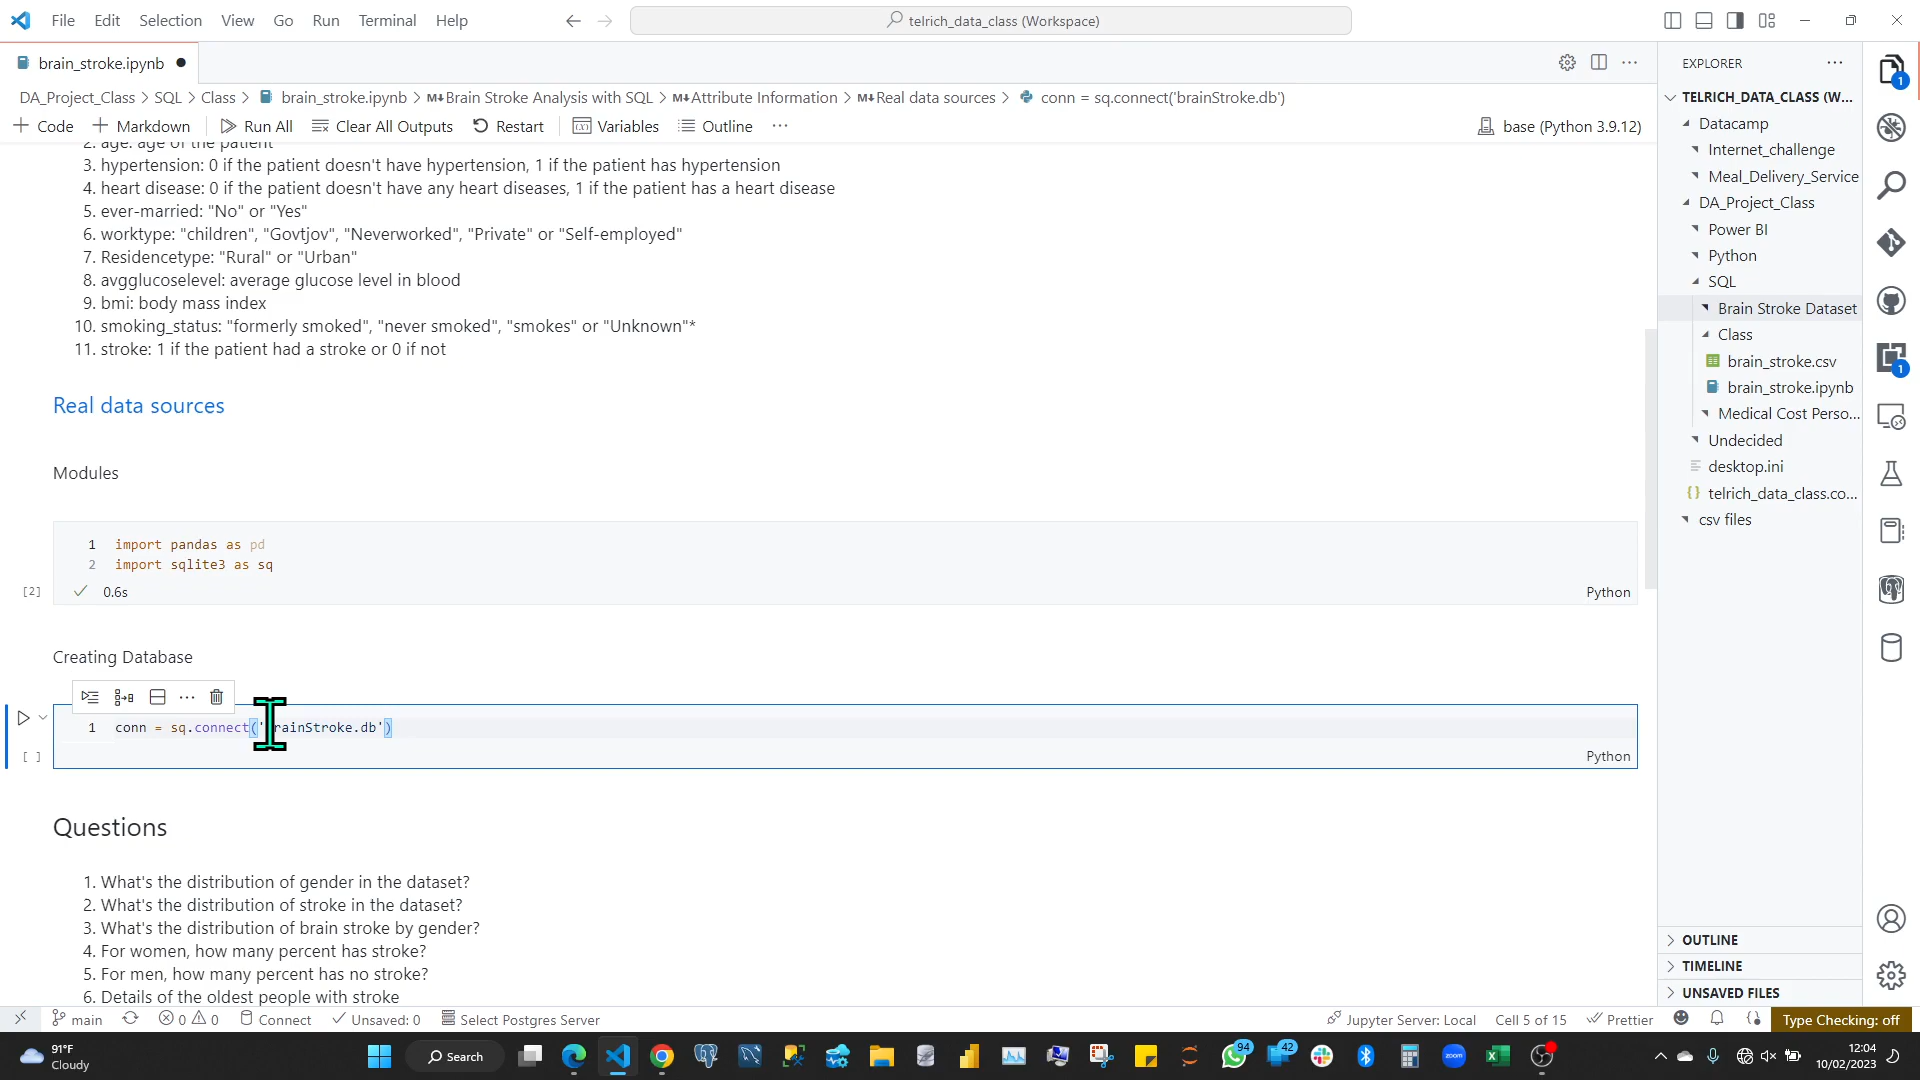 File Edit Selection View Go Run Terminal Help
telrich_data_class (Workspace)
brain_stroke.ipynb
DA_Project_Class > SQL > Class > brain_stroke.ipynb > M↓Brain Stroke Analysis with SQL > M↓Attribute Information > M↓Real data sources > conn = sq.connect('brainStroke.db')
Code Markdown Run All Clear All Outputs Restart Variables Outline
base (Python 3.9.12)
2. age: age of the patient
3. hypertension: 0 if the patient doesn't have hypertension, 1 if the patient has hypertension
4. heart disease: 0 if the patient doesn't have any heart diseases, 1 if the patient has a heart disease
5. ever-married: "No" or "Yes"
6. worktype: "children", "Govtjov", "Neverworked", "Private" or "Self-employed"
7. Residencetype: "Rural" or "Urban"
8. avgglucoselevel: average glucose level in blood
9. bmi: body mass index
10. smoking_status: "formerly smoked", "never smoked", "smokes" or "Unknown"*
11. stroke: 1 if the patient had a stroke or 0 if not
Real data sources
Modules
1 import pandas as pd
2 import sqlite3 as sq
[2] 0.6s Python
Creating Database
1 conn = sq.connect('brainStroke.db')
[ ] Python
Questions
1. What's the distribution of gender in the dataset?
2. What's the distribution of stroke in the dataset?
3. What's the distribution of brain stroke by gender?
4. For women, how many percent has stroke?
5. For men, how many percent has no stroke?
6. Details of the oldest people with stroke
EXPLORER
TELRICH_DATA_CLASS (W...
Datacamp
Internet_challenge
Meal_Delivery_Service
DA_Project_Class
Power BI
Python
SQL
Brain Stroke Dataset
Class
brain_stroke.csv
brain_stroke.ipynb
Medical Cost Perso...
Undecided
desktop.ini
telrich_data_class.co...
csv files
OUTLINE
TIMELINE
UNSAVED FILES
1
1
main 0 0 Connect Unsaved: 0 Select Postgres Server
Jupyter Server: Local Cell 5 of 15 Prettier Type Checking: off
91°F
Cloudy
Search
94
42
zoom
12:04
10/02/2023